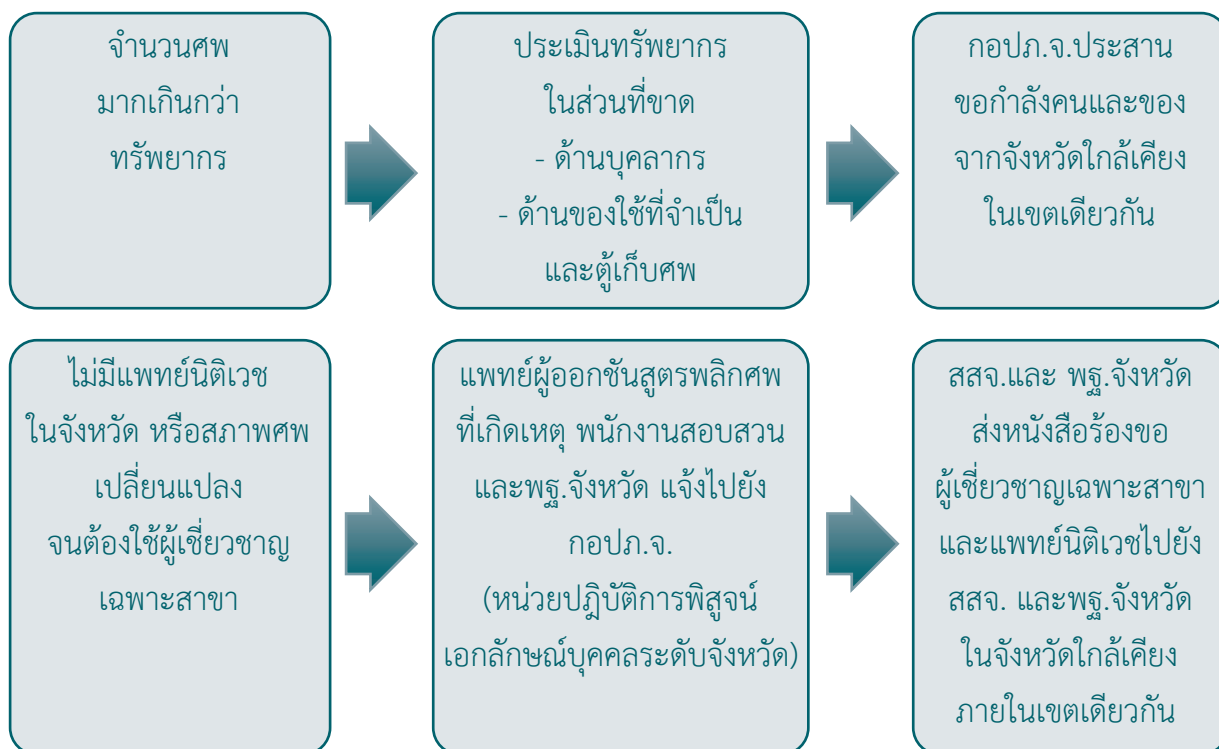 จำนวนศพ
มากเกินกว่า
ทรัพยากร
ประเมินทรัพยากร
ในส่วนที่ขาด
- ด้านบุคลากร
- ด้านของใช้ที่จำเป็น
และตู้เก็บศพ
กอปภ.จ.ประสาน
ขอกำลังคนและของ
จากจังหวัดใกล้เคียง
ในเขตเดียวกัน
ไม่มีแพทย์นิติเวช
ในจังหวัด หรือสภาพศพ
เปลี่ยนแปลง
จนต้องใช้ผู้เชี่ยวชาญ
เฉพาะสาขา
แพทย์ผู้ออกชันสูตรพลิกศพ
ที่เกิดเหตุ พนักงานสอบสวน
และพฐ.จังหวัด แจ้งไปยัง
กอปภ.จ.
(หน่วยปฎิบัติการพิสูจน์
เอกลักษณ์บุคคลระดับจังหวัด)
สสจ.และ พฐ.จังหวัด
ส่งหนังสือร้องขอ
ผู้เชี่ยวชาญเฉพาะสาขา
และแพทย์นิติเวชไปยัง
สสจ. และพฐ.จังหวัด
ในจังหวัดใกล้เคียง
ภายในเขตเดียวกัน